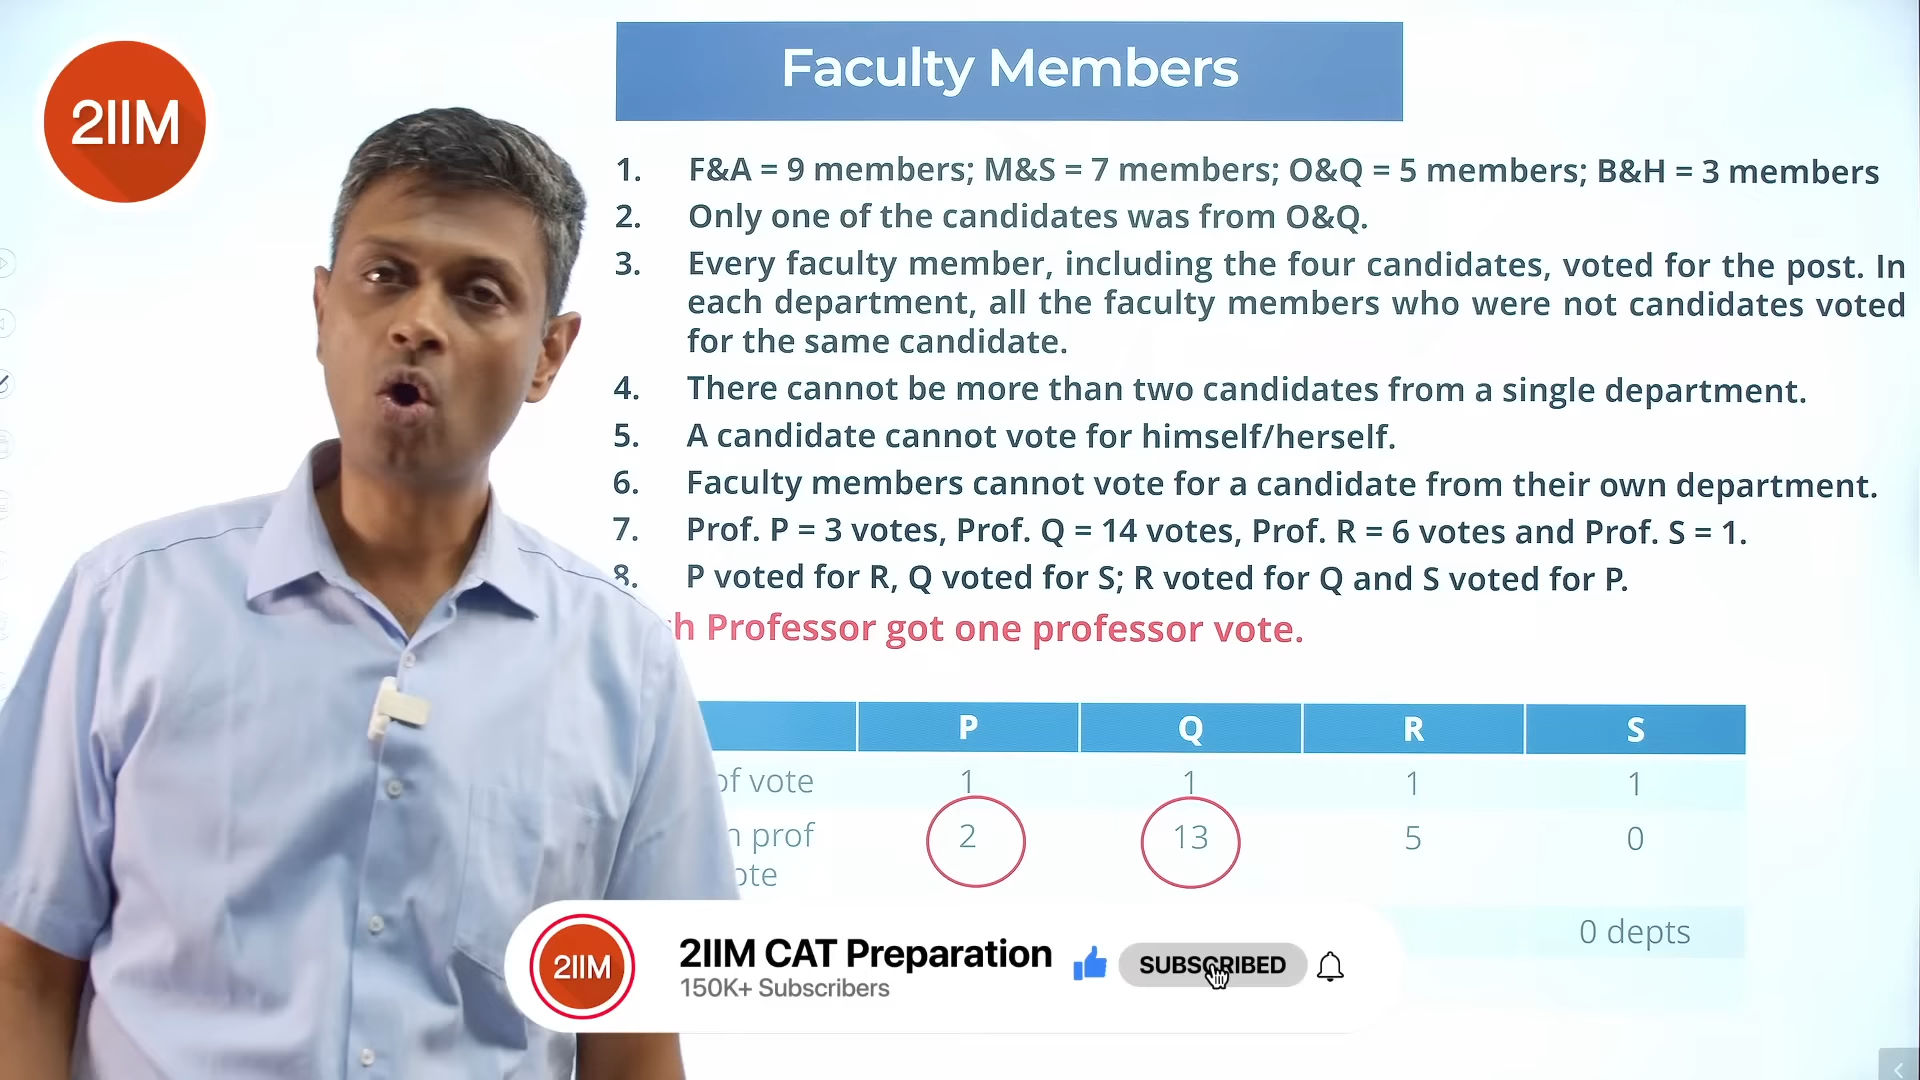 2IIM
Faculty Members
1. F&A = 9 members; M&S = 7 members; O&Q = 5 members; B&H = 3 members
2. Only one of the candidates was from O&Q.
3. Every faculty member, including the four candidates, voted for the post. In
each department, all the faculty members who were not candidates voted
for the same candidate.
4. There cannot be more than two candidates from a single department.
5. A candidate cannot vote for himself/herself.
6. Faculty members cannot vote for a candidate from their own department.
7. Prof. P = 3 votes, Prof. Q = 14 votes, Prof. R = 6 votes and Prof. S = 1.
8. P voted for R, Q voted for S; R voted for Q and S voted for P.
Professor got one professor vote.
P Q R S
of vote 1 1 1 1
prof 2 13 5 0
0 depts
2IIM
2IIM CAT Preparation
150K+ Subscribers
SUBSCRIBED